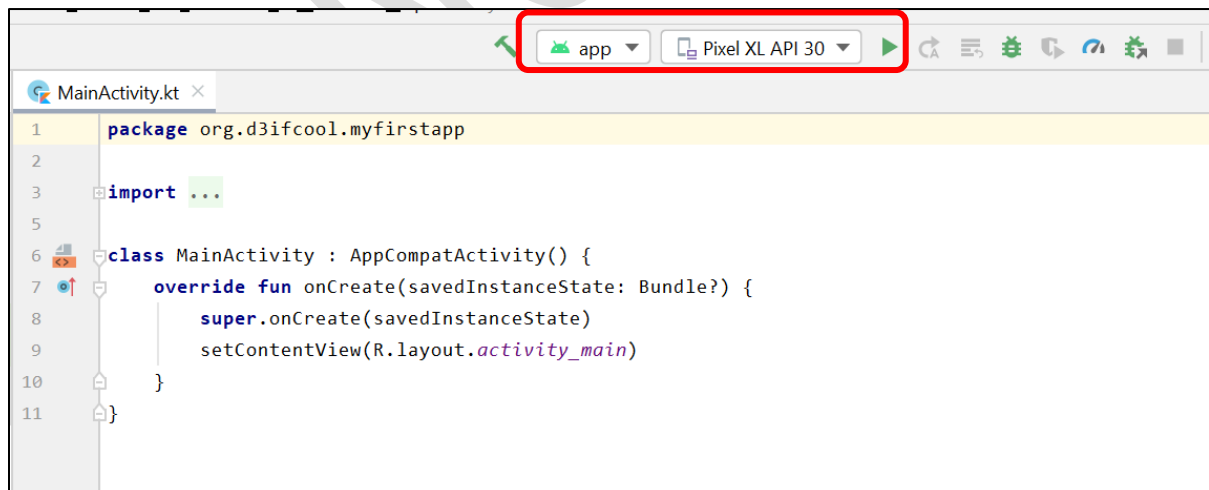 app Pixel XL API 30
MainActivity.kt
1 package org.d3ifcool.myfirstapp
2
3 import ...
5
6 class MainActivity : AppCompatActivity() {
7 override fun onCreate(savedInstanceState: Bundle?) {
8 super.onCreate(savedInstanceState)
9 setContentView(R.layout.activity_main)
10 }
11 }